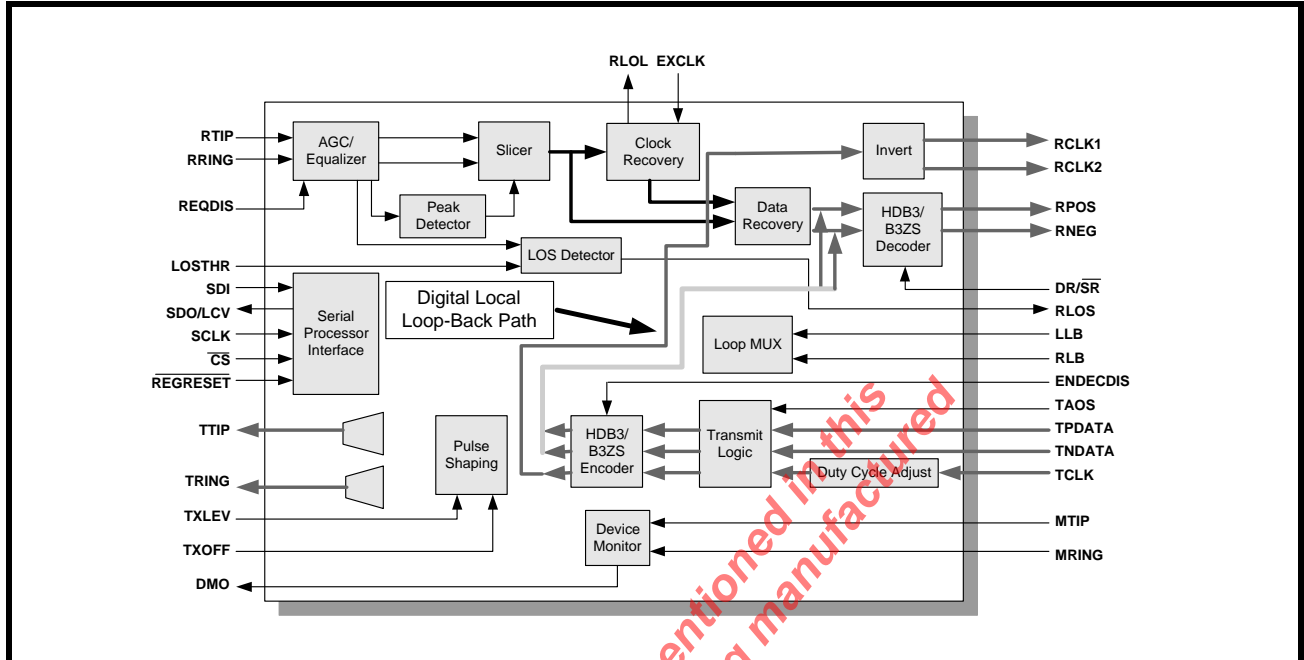 RLOL EXCLK
RTIP
RRING
REQDIS
LOSTHR
SDI
SDO/LCV
SCLK
CS
REGRESET
TTIP
TRING
TXLEV
TXOFF
DMO
AGC/
Equalizer
Slicer
Clock
Recovery
Invert
Peak
Detector
Data
Recovery
HDB3/
B3ZS
Decoder
LOS Detector
Serial
Processor
Interface
Digital Local
Loop-Back Path
Loop MUX
Pulse
Shaping
HDB3/
B3ZS
Encoder
Transmit
Logic
Duty Cycle Adjust
Device
Monitor
RCLK1
RCLK2
RPOS
RNEG
DR/SR
RLOS
LLB
RLB
ENDECDIS
TAOS
TPDATA
TNDATA
TCLK
MTIP
MRING
in this
manufactured